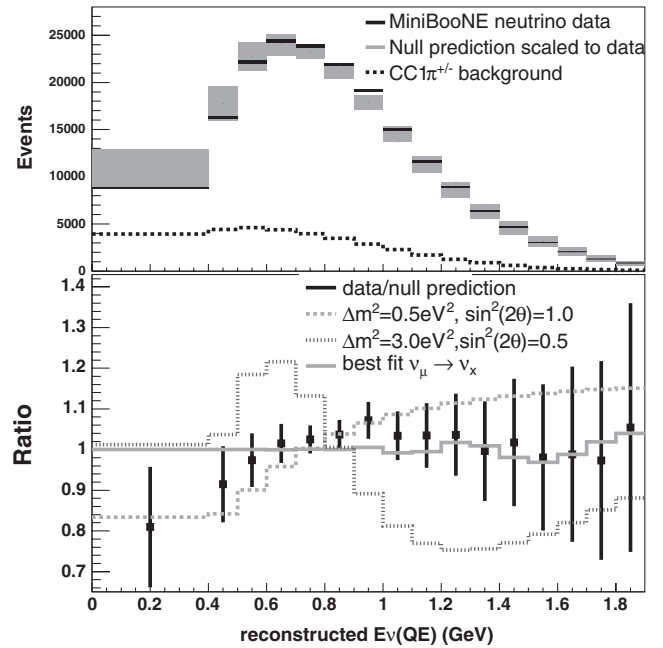 MiniBooNE neutrino data
Null prediction scaled to data
CC1π+/- background
Events
25000
20000
15000
10000
5000
0
data/null prediction
Δm²=0.5eV², sin²(2θ)=1.0
Δm²=3.0eV²,sin²(2θ)=0.5
best fit νμ → νx
Ratio
1.4
1.3
1.2
1.1
1.0
0.9
0.8
0.7
0 0.2 0.4 0.6 0.8 1 1.2 1.4 1.6 1.8
reconstructed Eν(QE) (GeV)